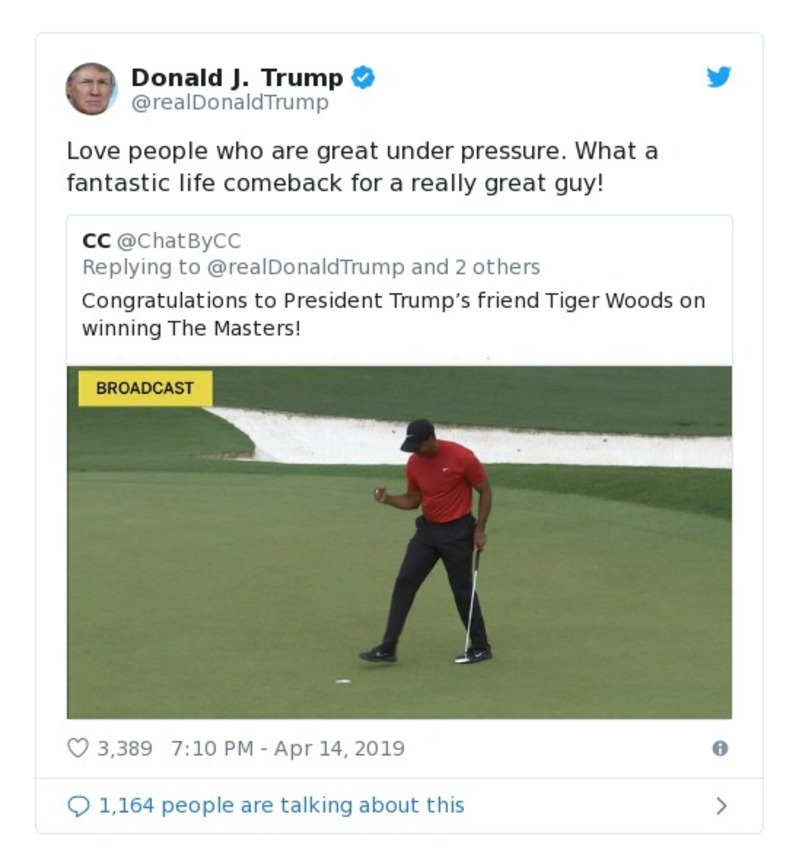 Donald J. Trump
@realDonaldTrump
Love people who are great under pressure. What a
fantastic life comeback for a really great guy!
CC @ChatByCC
Replying to @realDonaldTrump and 2 others
Congratulations to President Trump’s friend Tiger Woods on
winning The Masters!
BROADCAST
3,389 7:10 PM - Apr 14, 2019
1,164 people are talking about this